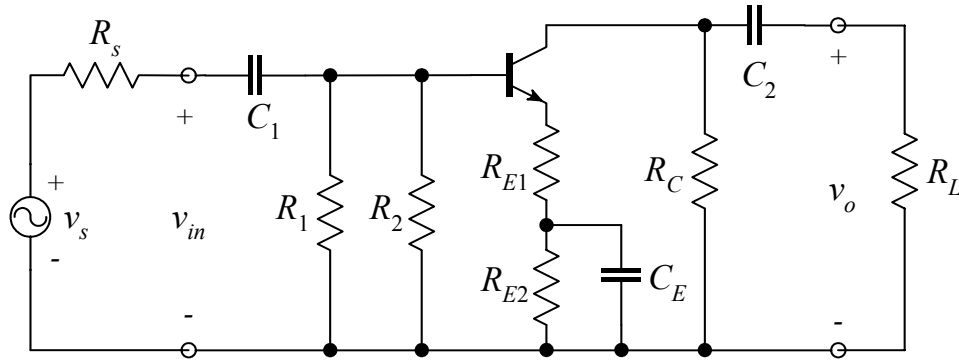 R_s
C_1
C_2
+
+
+
R_E1
R_C
R_L
v_s
v_in
R_1
R_2
v_o
-
R_E2
C_E
-
-